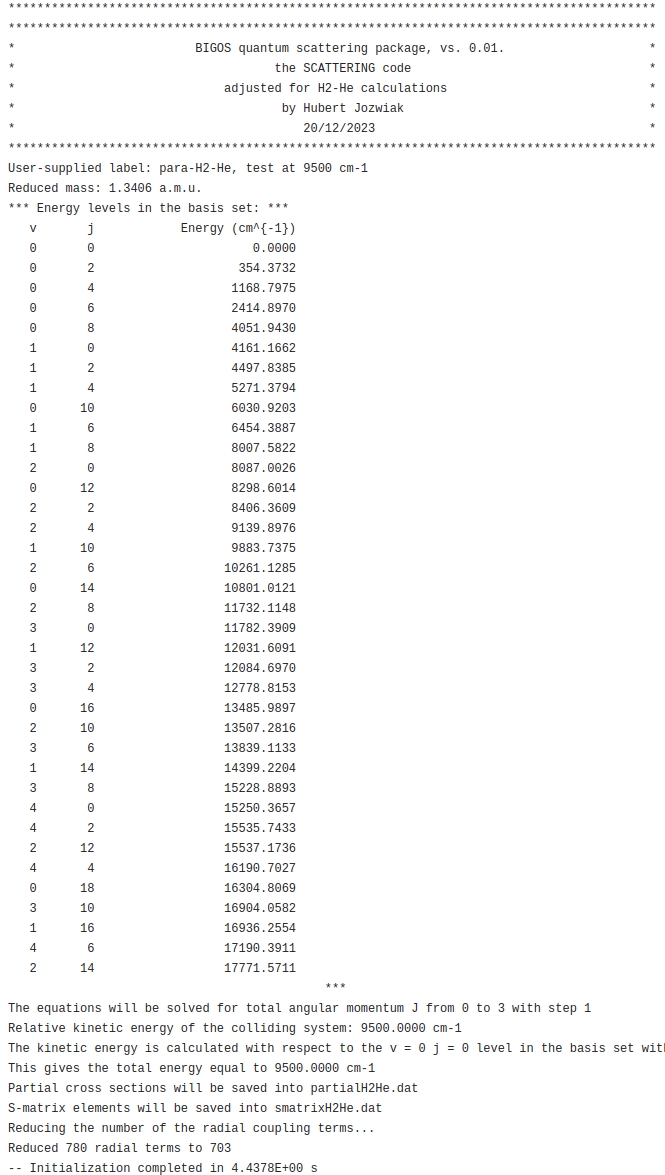 ******************************************************************************************
******************************************************************************************
* BIGOS quantum scattering package, vs. 0.01. *
* the SCATTERING code *
* adjusted for H2-He calculations *
* by Hubert Jozwiak *
* 20/12/2023 *
******************************************************************************************
User-supplied label: para-H2-He, test at 9500 cm-1
Reduced mass: 1.3406 a.m.u.
*** Energy levels in the basis set: ***
v j Energy (cm^{-1})
0 0 0.0000
0 2 354.3732
0 4 1168.7975
0 6 2414.8970
0 8 4051.9430
1 0 4161.1662
1 2 4497.8385
1 4 5271.3794
0 10 6030.9203
1 6 6454.3887
1 8 8007.5822
2 0 8087.0026
0 12 8298.6014
2 2 8406.3609
2 4 9139.8976
1 10 9883.7375
2 6 10261.1285
0 14 10801.0121
2 8 11732.1148
3 0 11782.3909
1 12 12031.6091
3 2 12084.6970
3 4 12778.8153
0 16 13485.9897
2 10 13507.2816
3 6 13839.1133
1 14 14399.2204
3 8 15228.8893
4 0 15250.3657
4 2 15535.7433
2 12 15537.1736
4 4 16190.7027
0 18 16304.8069
3 10 16904.0582
1 16 16936.2554
4 6 17190.3911
2 14 17771.5711
***
The equations will be solved for total angular momentum J from 0 to 3 with step 1
Relative kinetic energy of the colliding system: 9500.0000 cm-1
The kinetic energy is calculated with respect to the v = 0 j = 0 level in the basis set wit
This gives the total energy equal to 9500.0000 cm-1
Partial cross sections will be saved into partialH2He.dat
S-matrix elements will be saved into smatrixH2He.dat
Reducing the number of the radial coupling terms...
Reduced 780 radial terms to 703
-- Initialization completed in 4.4378E+00 s